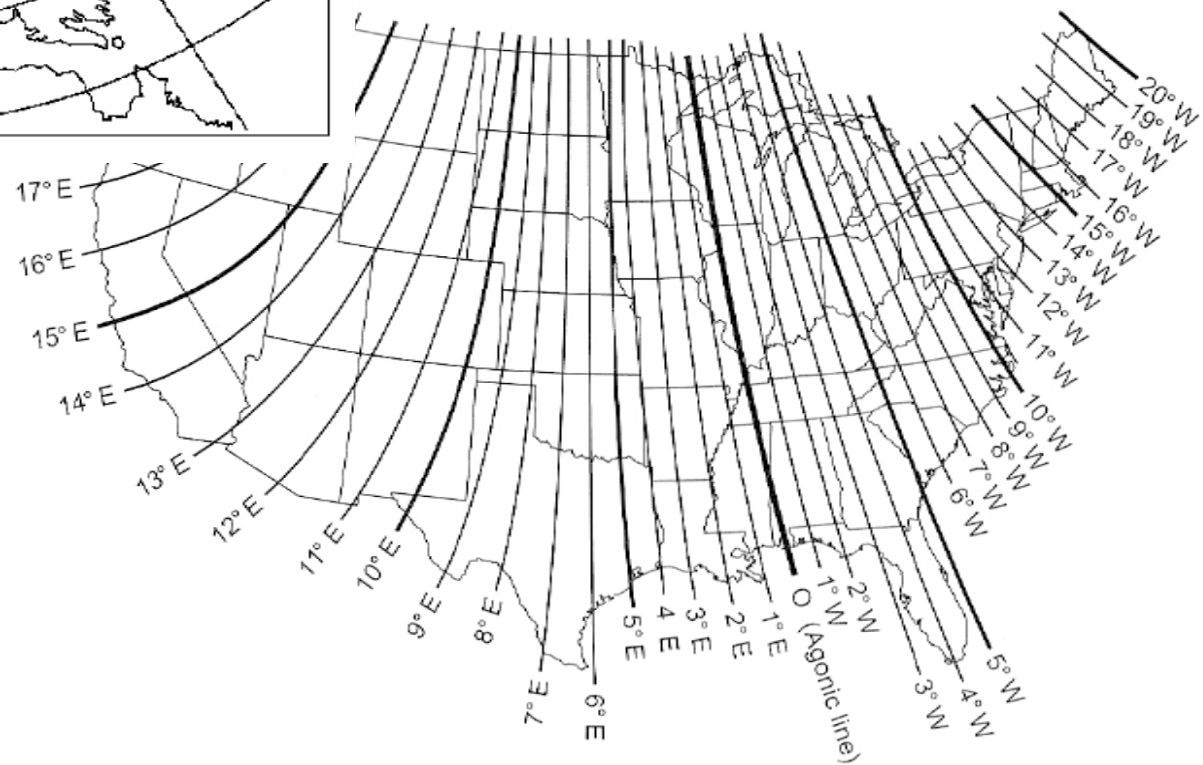 17° E
16° E
15° E
14° E
13° E
12° E
11° E
10° E
9° E
8° E
7° E
6° E
5° E
4 E
3° E
2° E
1° E
O (Agonic line)
1° W
2° W
3° W
4° W
5° W
6° W
7° W
8° W
9° W
10° W
11° W
12° W
13° W
14° W
15° W
16° W
17° W
18° W
19° W
20° W